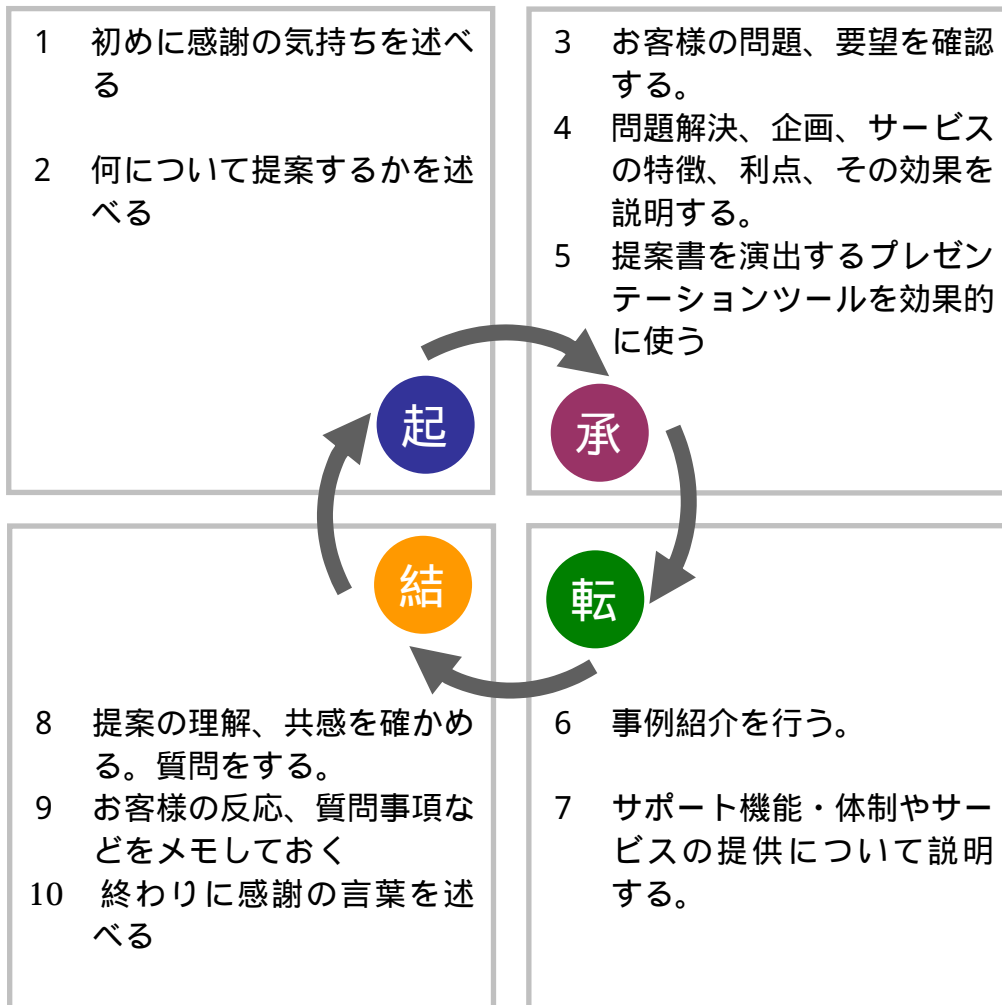 1 初めに感謝の気持ちを述べ
る
2 何について提案するかを述
べる
起
3 お客様の問題、要望を確認
する。
4 問題解決、企画、サービス
の特徴、利点、その効果を
説明する。
5 提案書を演出するプレゼン
テーションツールを効果的
に使う
承
転
6 事例紹介を行う。
7 サポート機能・体制やサー
ビスの提供について説明
する。
結
8 提案の理解、共感を確かめ
る。質問をする。
9 お客様の反応、質問事項な
どをメモしておく
10 終わりに感謝の言葉を述
べる